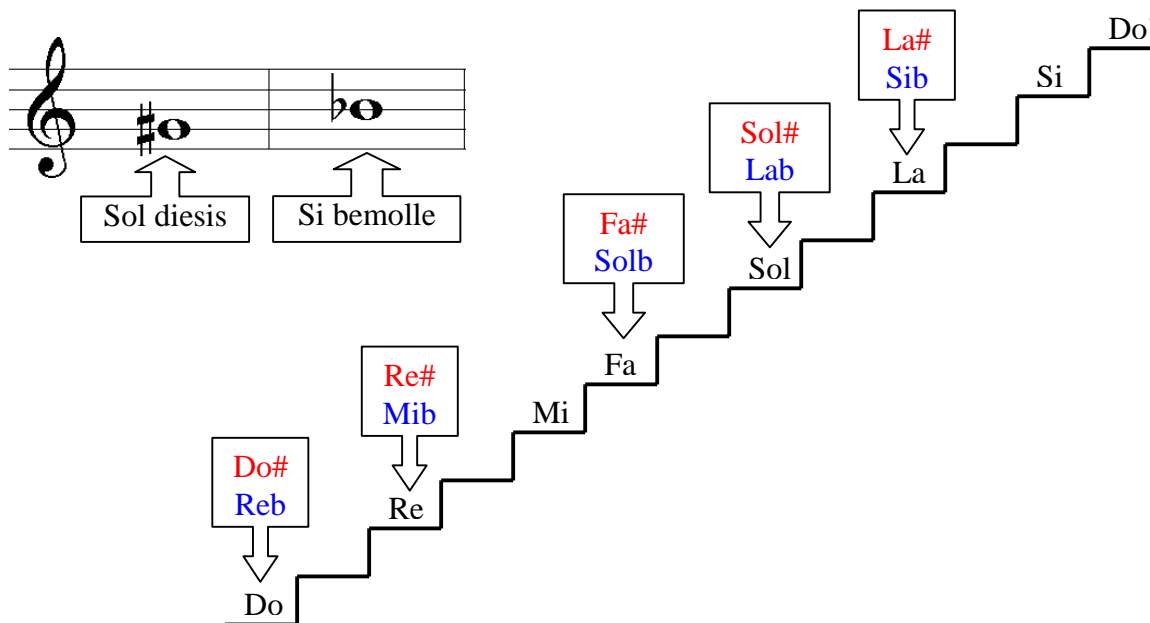 Sol diesis
Si bemolle
La#
Sib
Do'
Si
Sol#
Lab
La
Fa#
Solb
Sol
Re#
Mib
Fa
Mi
Do#
Reb
Re
Do